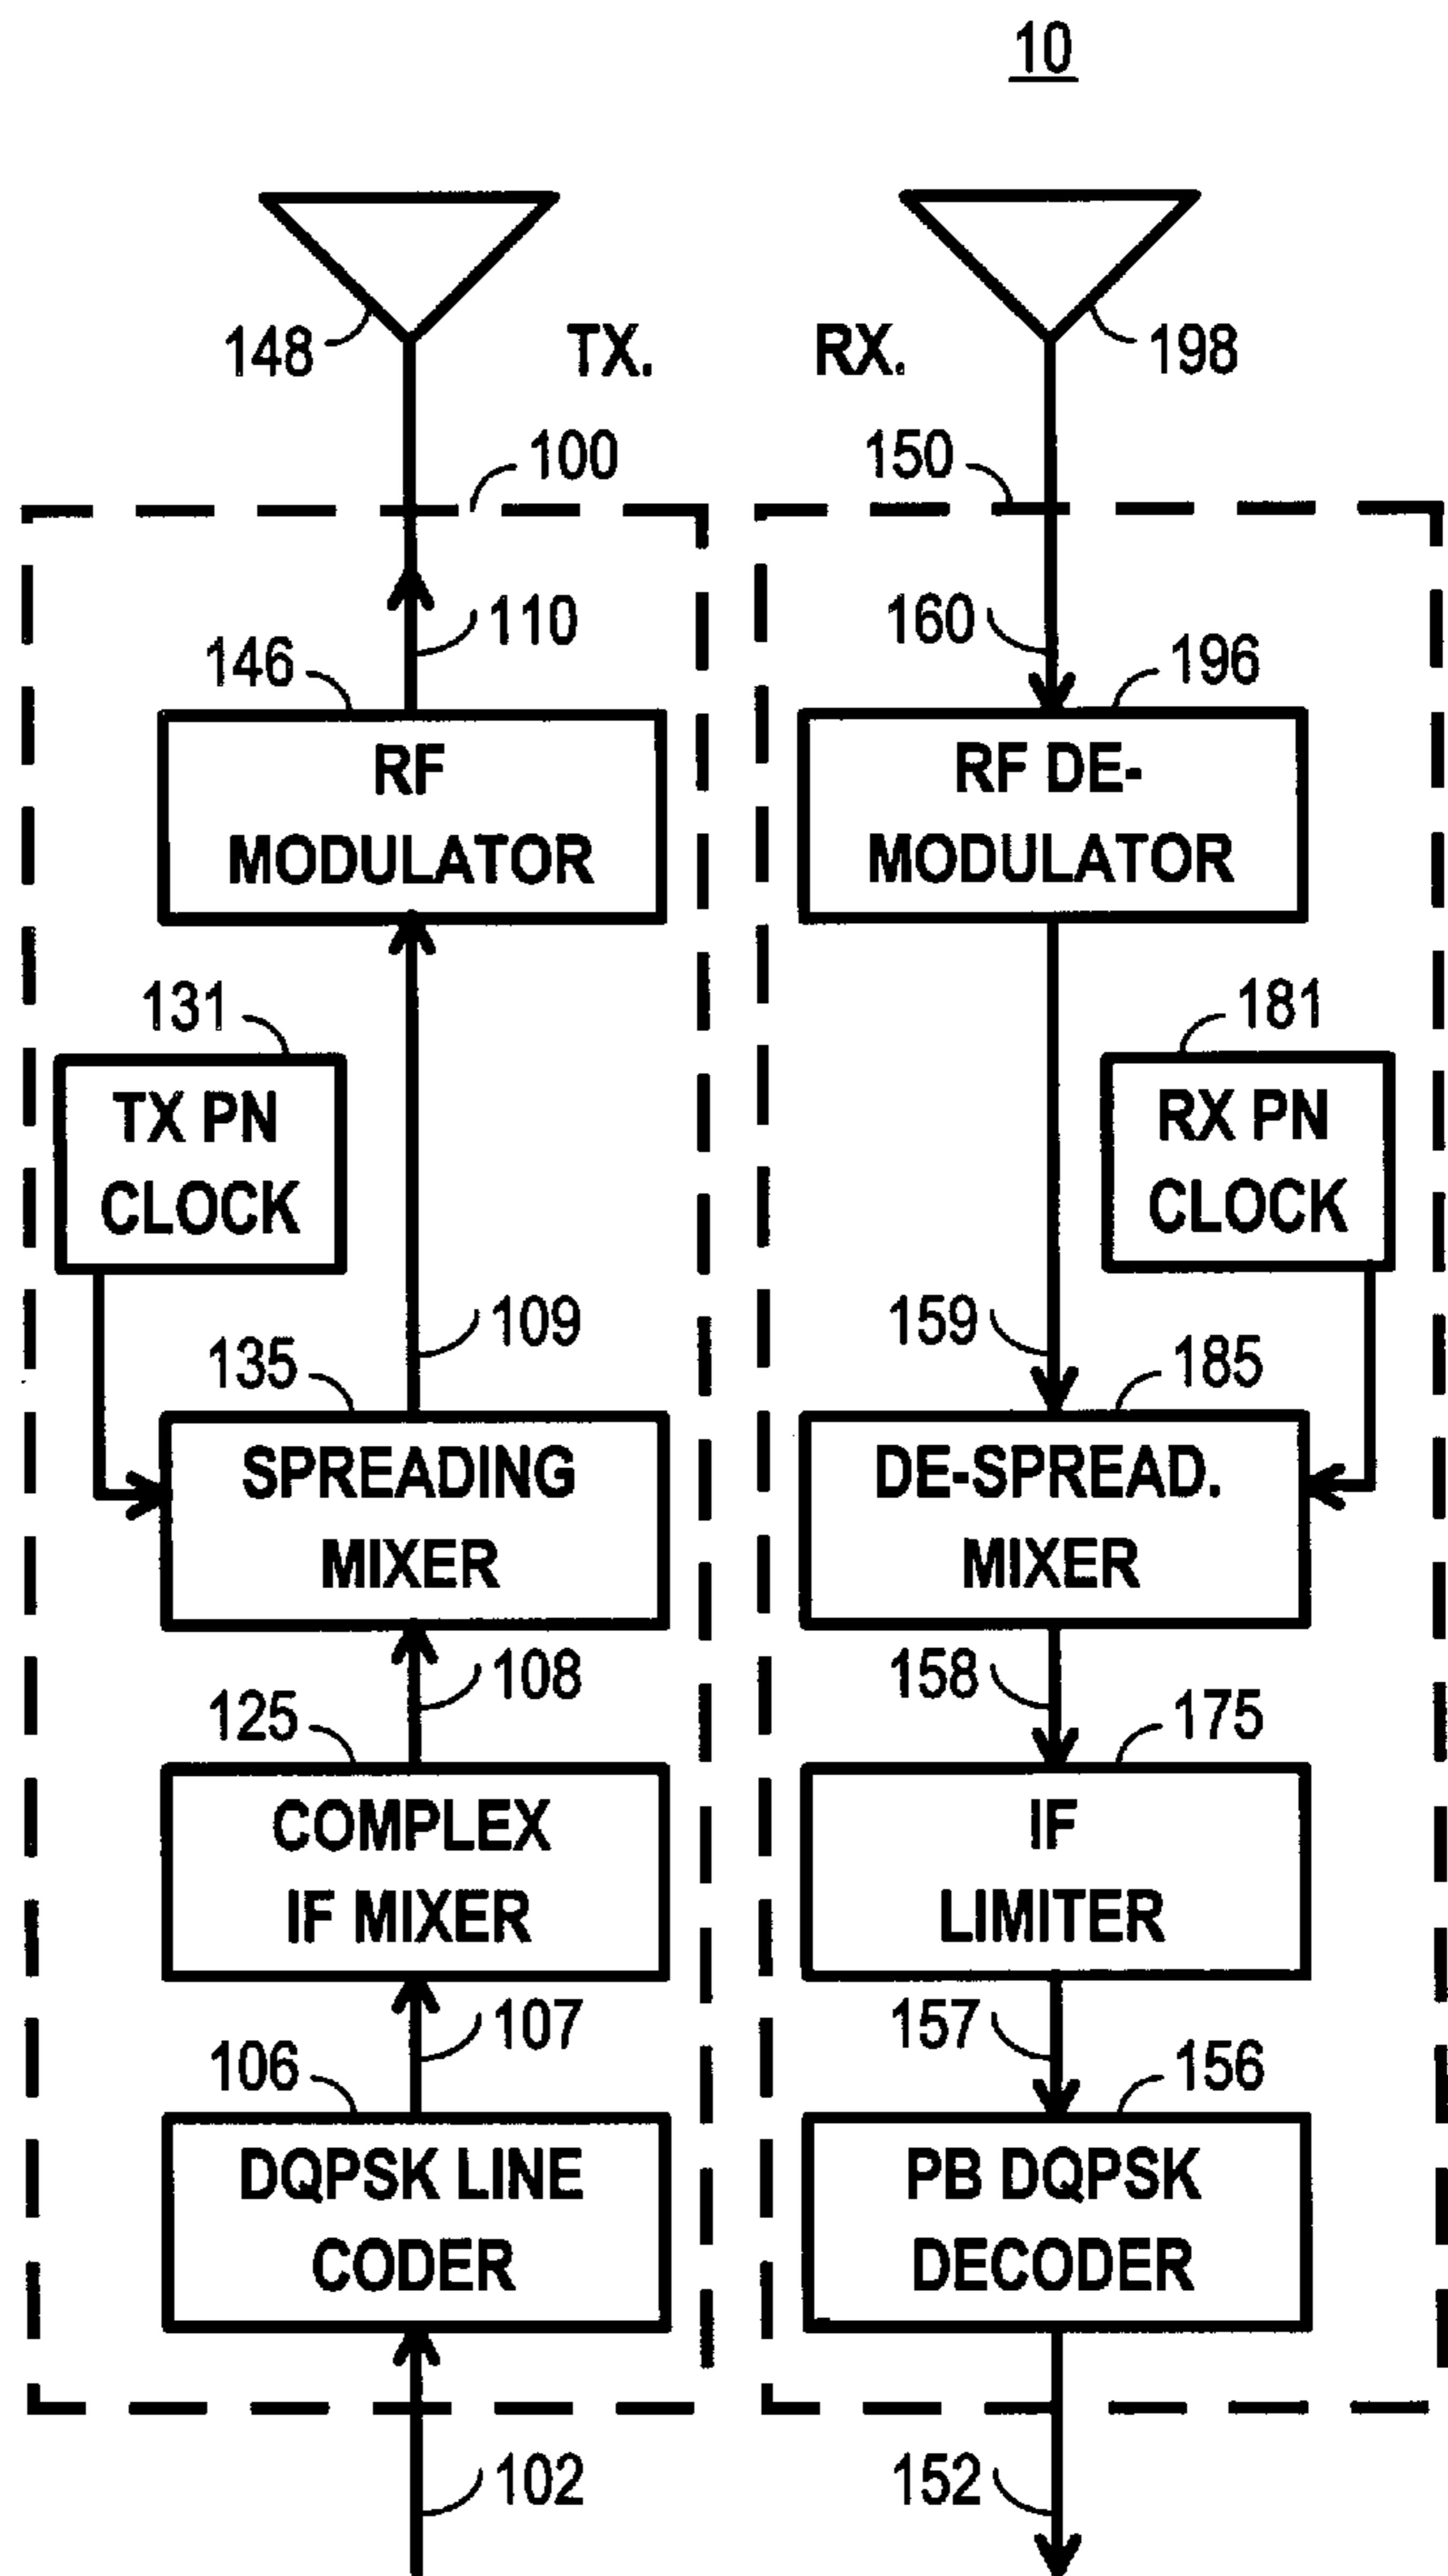 10
148
TX.
RX.
198
100
150
110
160
146
196
RF
MODULATOR
RF DE-
MODULATOR
131
181
TX PN
CLOCK
RX PN
CLOCK
109
159
135
185
SPREADING
MIXER
DE-SPREAD.
MIXER
108
158
125
175
COMPLEX
IF MIXER
IF
LIMITER
107
157
106
156
DQPSK LINE
CODER
PB DQPSK
DECODER
102
152